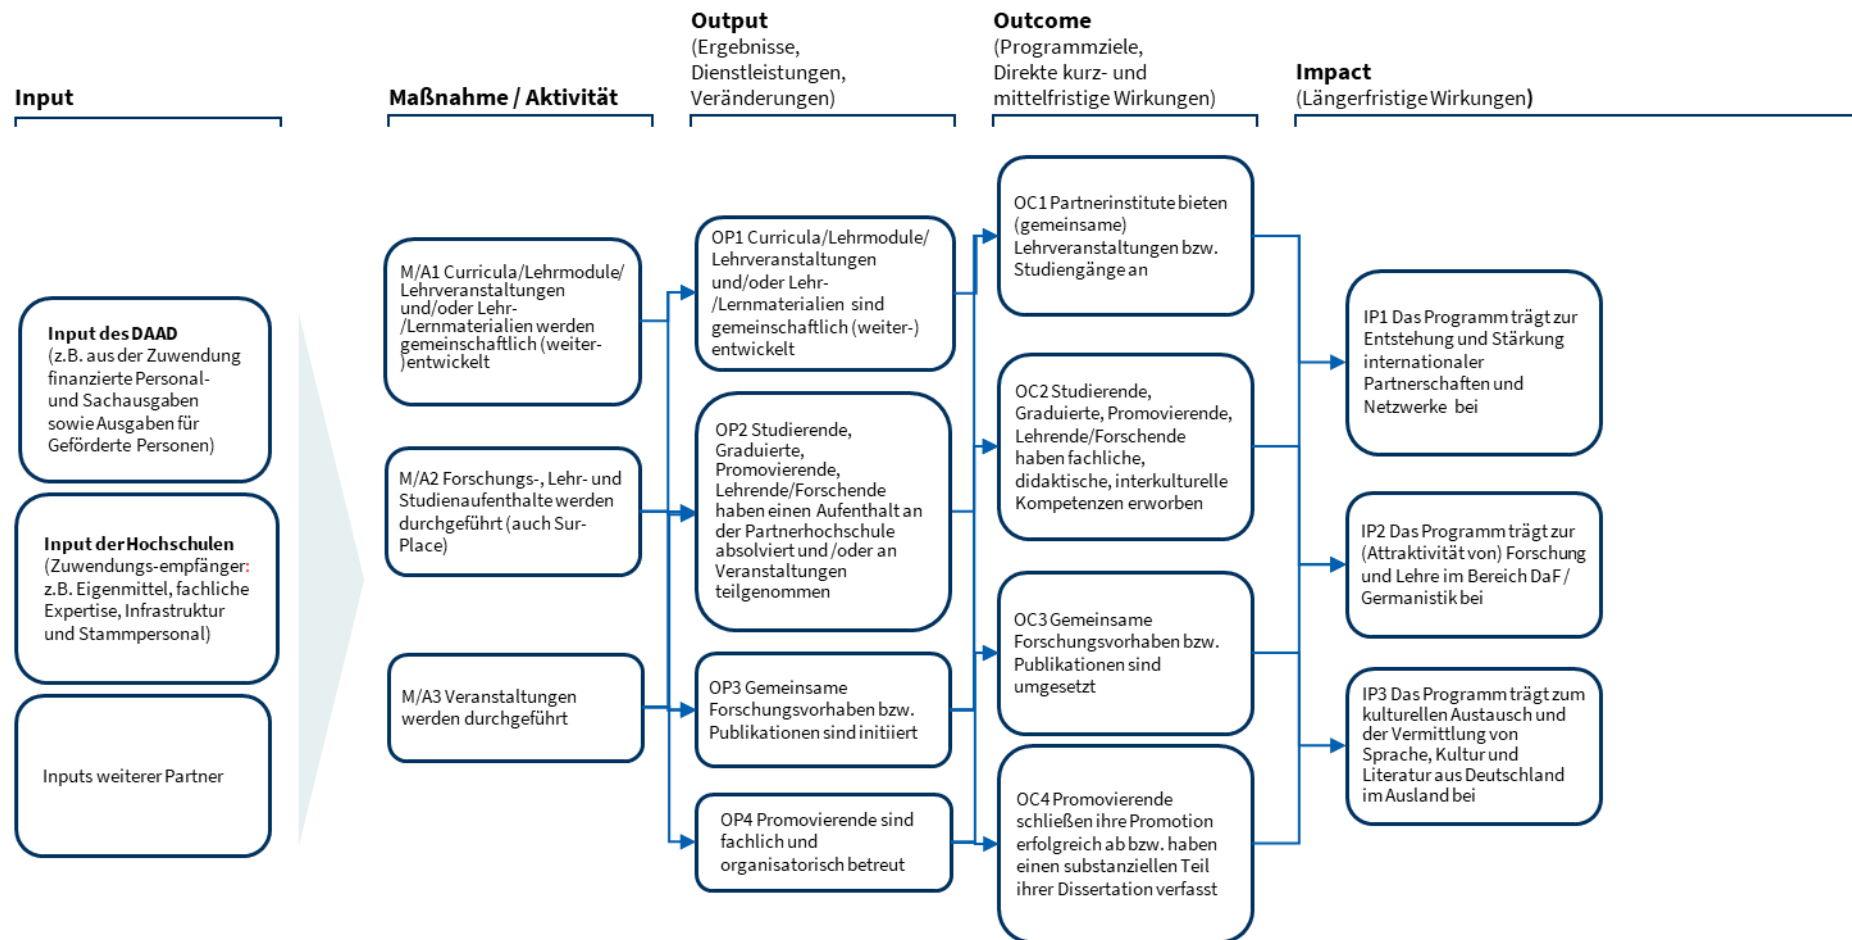 Input
Maßnahme / Aktivität
Output
(Ergebnisse,
Dienstleistungen,
Veränderungen)
Outcome
(Programmziele,
Direkte kurz- und
mittelfristige Wirkungen)
Impact
(Längerfristige Wirkungen)
Input des DAAD
(z.B. aus der Zuwendung
finanzierte Personal-
und Sachausgaben
sowie Ausgaben für
Geförderte Personen)
Input der Hochschulen
(Zuwendungs-empfänger:
z.B. Eigenmittel, fachliche
Expertise, Infrastruktur
und Stammpersonal)
Inputs weiterer Partner
M/A1 Curricula/Lehrmodule/
Lehrveranstaltungen
und/oder Lehr-
/Lernmaterialien werden
gemeinschaftlich (weiter-
)entwickelt
M/A2 Forschungs-, Lehr- und
Studienaufenthalte werden
durchgeführt (auch Sur-
Place)
M/A3 Veranstaltungen
werden durchgeführt
OP1 Curricula/Lehrmodule/
Lehrveranstaltungen
und/oder Lehr-
/Lernmaterialien sind
gemeinschaftlich (weiter-)
entwickelt
OP2 Studierende,
Graduierte,
Promovierende,
Lehrende/Forschende
haben einen Aufenthalt an
der Partnerhochschule
absolviert und /oder an
Veranstaltungen
teilgenommen
OP3 Gemeinsame
Forschungsvorhaben bzw.
Publikationen sind initiiert
OP4 Promovierende sind
fachlich und
organisatorisch betreut
OC1 Partnerinstitute bieten
(gemeinsame)
Lehrveranstaltungen bzw.
Studiengänge an
OC2 Studierende,
Graduierte, Promovierende,
Lehrende/Forschende
haben fachliche,
didaktische, interkulturelle
Kompetenzen erworben
OC3 Gemeinsame
Forschungsvorhaben bzw.
Publikationen sind
umgesetzt
OC4 Promovierende
schließen ihre Promotion
erfolgreich ab bzw. haben
einen substanziellen Teil
ihrer Dissertation verfasst
IP1 Das Programm trägt zur
Entstehung und Stärkung
internationaler
Partnerschaften und
Netzwerke bei
IP2 Das Programm trägt zur
(Attraktivität von) Forschung
und Lehre im Bereich DaF /
Germanistik bei
IP3 Das Programm trägt zum
kulturellen Austausch und
der Vermittlung von
Sprache, Kultur und
Literatur aus Deutschland
im Ausland bei